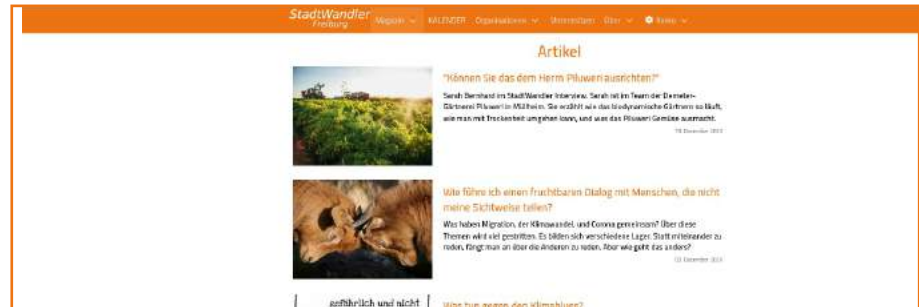 StadtWandler
Freiburg
Magazin KALENDER Organisationen Weiterstöbern Über
Artikel
"Können Sie das dem Herrn Piluweri ausrichten?"
Sarah Bernhard im StadtWandler Interview. Sarah ist im Team der Demeter-
Gärtnerei Piluweri in Müllheim. Sie erzählt wie das biodynamische Gärtnern so läuft,
wie man mit Trockenheit umgehen kann, und was das Piluweri Gemüse ausmacht.
Dezember
Wie führe ich einen fruchtbaren Dialog mit Menschen, die nicht
meine Sichtweise teilen?
Was haben Migration, der Klimawandel, und Corona gemeinsam? Über diese
Themen wird viel gestritten. Es bilden sich verschiedene Lager. Statt miteinander zu
reden, fängt man an über die Anderen zu reden. Aber wie geht das anders?
Dezember
gefährlich und nicht
Was tun gegen den Klimablues?